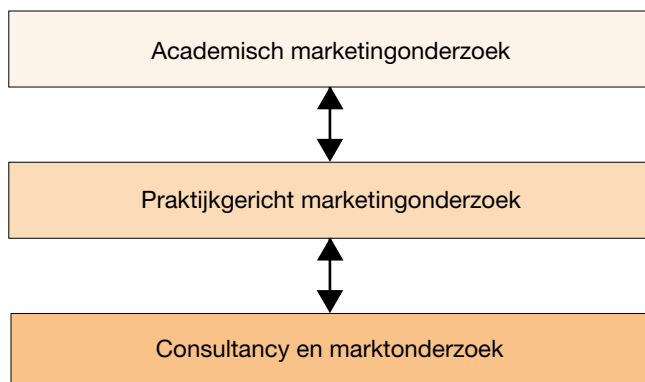 Academisch marketingonderzoek
Praktijkgericht marketingonderzoek
Consultancy en marktonderzoek